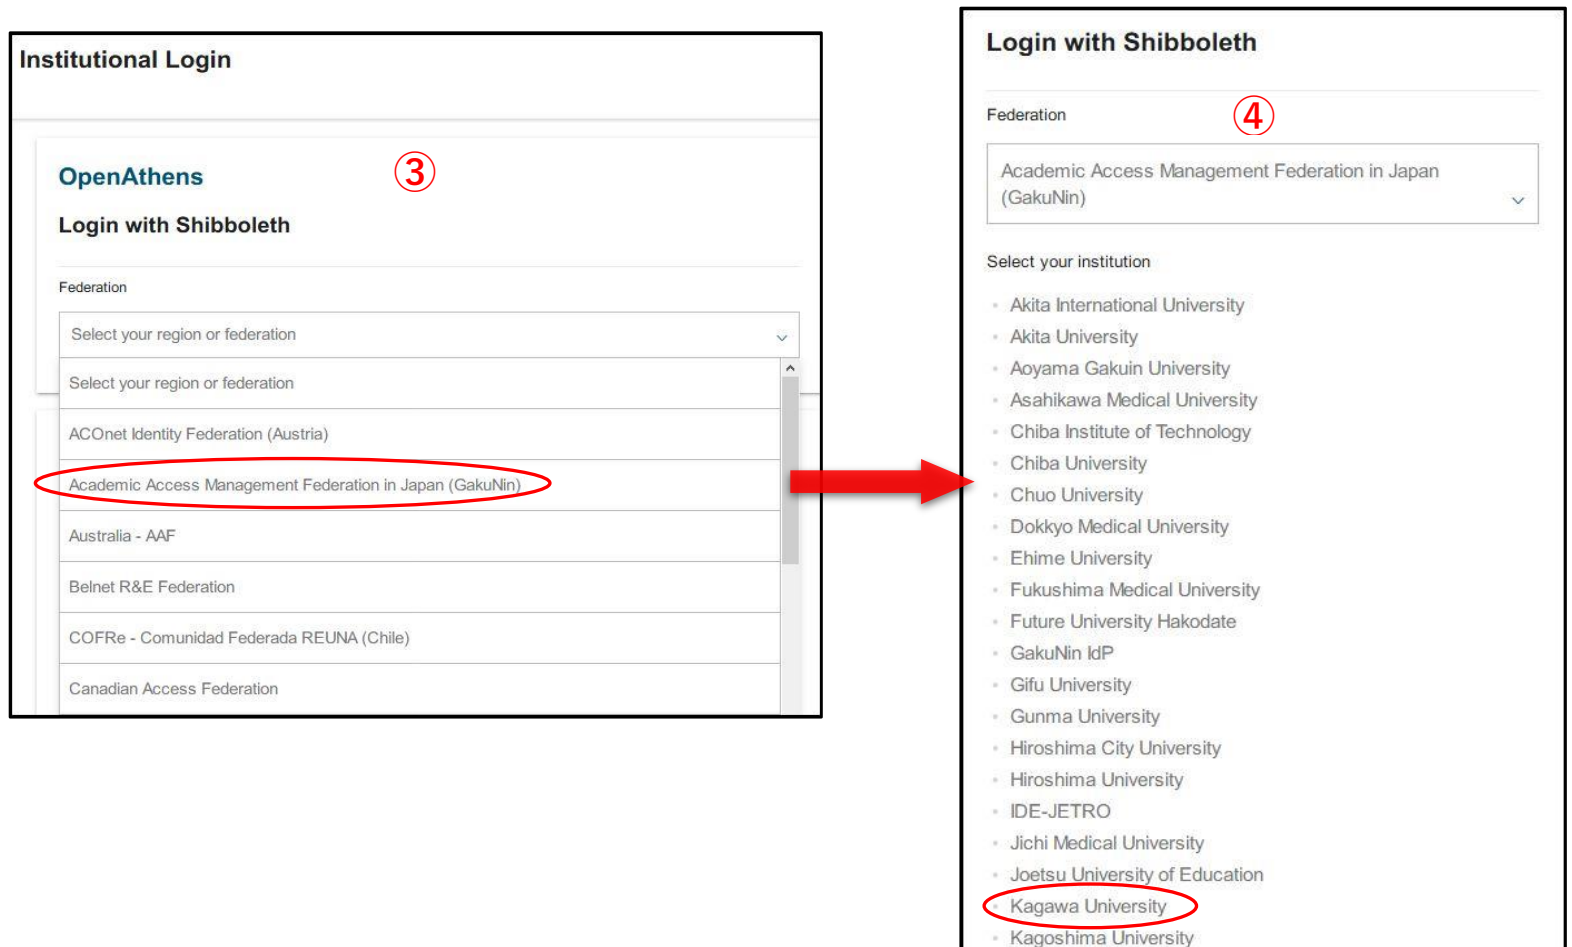 Institutional Login
③
OpenAthens
Login with Shibboleth
Federation
Select your region or federation
Select your region or federation
ACOnet Identity Federation (Austria)
Academic Access Management Federation in Japan (GakuNin)
Australia - AAF
Belnet R&E Federation
COFRe - Comunidad Federada REUNA (Chile)
Canadian Access Federation
Login with Shibboleth
Federation
④
Academic Access Management Federation in Japan
(GakuNin)
Select your institution
Akita International University
Akita University
Aoyama Gakuin University
Asahikawa Medical University
Chiba Institute of Technology
Chiba University
Chuo University
Dokkyo Medical University
Ehime University
Fukushima Medical University
Future University Hakodate
GakuNin IdP
Gifu University
Gunma University
Hiroshima City University
Hiroshima University
IDE-JETRO
Jichi Medical University
Joetsu University of Education
Kagawa University
Kagoshima University